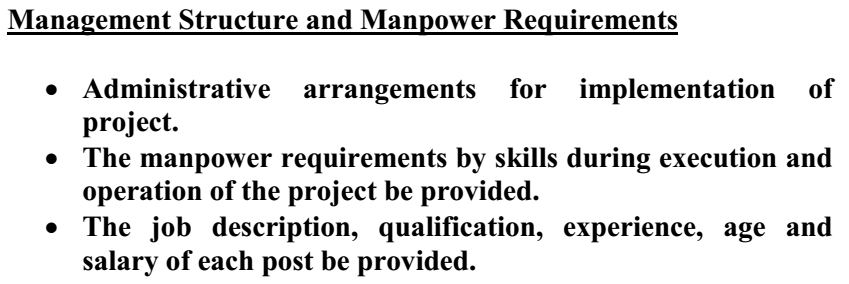 Management Structure and Manpower Requirements
• Administrative arrangements for implementation of
project.
• The manpower requirements by skills during execution and
operation of the project be provided.
• The job description, qualification, experience, age and
salary of each post be provided.